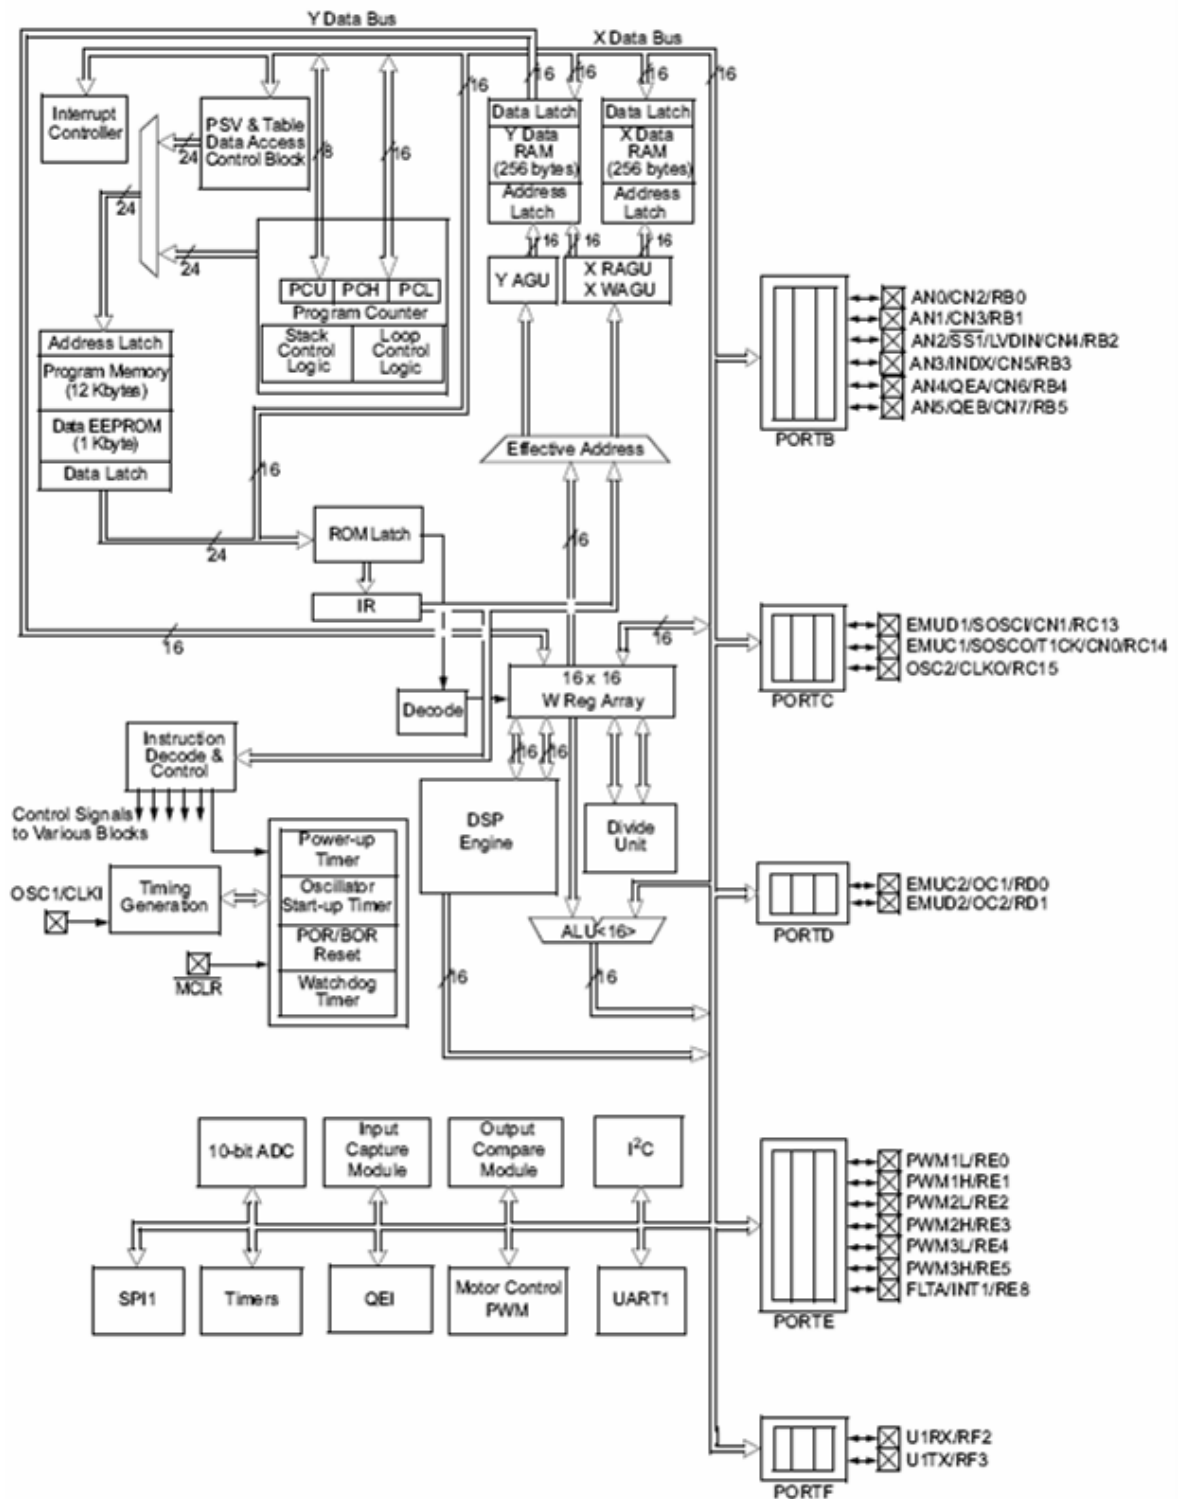 Y Data Bus
X Data Bus
16
16
16
16
16
Interrupt
Controller
PSV & Table
Data Access
Control Block
24
8
16
24
24
Data Latch
Y Data
RAM
(256 bytes)
Address
Latch
Data Latch
X Data
RAM
(256 bytes)
Address
Latch
16
16
16
Y AGU
X RAGU
X WAGU
PCU
PCH
PCL
Program Counter
Stack
Control
Logic
Loop
Control
Logic
Address Latch
Program Memory
(12 Kbytes)
Data EEPROM
(1 Kbyte)
Data Latch
16
24
Effective Address
ROM Latch
16
IR
16
16
16 x 16
W Reg Array
Decode
16
16
Instruction
Decode &
Control
Control Signals
to Various Blocks
DSP
Engine
Divide
Unit
Power-up
Timer
Oscillator
Start-up Timer
POR/BOR
Reset
Watchdog
Timer
OSC1/CLKI
Timing
Generation
MCLR
ALU<16>
16
16
AN0/CN2/RB0
AN1/CN3/RB1
AN2/SS1/LVDIN/CN4/RB2
AN3/INDX/CN5/RB3
AN4/QEA/CN6/RB4
AN5/QEB/CN7/RB5
PORTB
EMUD1/SOSCI/CN1/RC13
EMUC1/SOSCO/T1CK/CN0/RC14
OSC2/CLKO/RC15
PORTC
EMUC2/OC1/RD0
EMUD2/OC2/RD1
PORTD
10-bit ADC
Input
Capture
Module
Output
Compare
Module
I²C
SPI1
Timers
QEI
Motor Control
PWM
UART1
PWM1L/RE0
PWM1H/RE1
PWM2L/RE2
PWM2H/RE3
PWM3L/RE4
PWM3H/RE5
FLTA/INT1/RE8
PORTE
U1RX/RF2
U1TX/RF3
PORTF